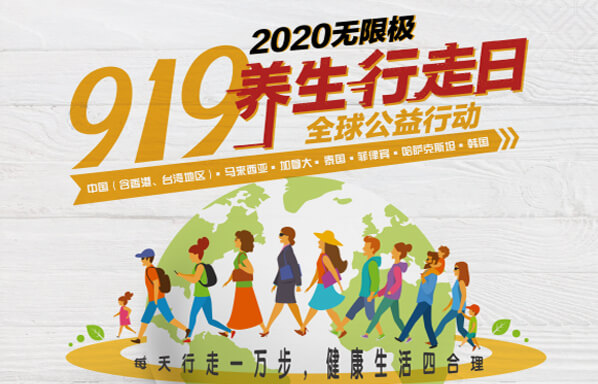 2020无限极
919养生行走日
全球公益行动
中国（含香港、台湾地区）·马来西亚·加拿大·泰国·菲律宾·哈萨克斯坦·韩国
每天行走一万步，健康生活四合理